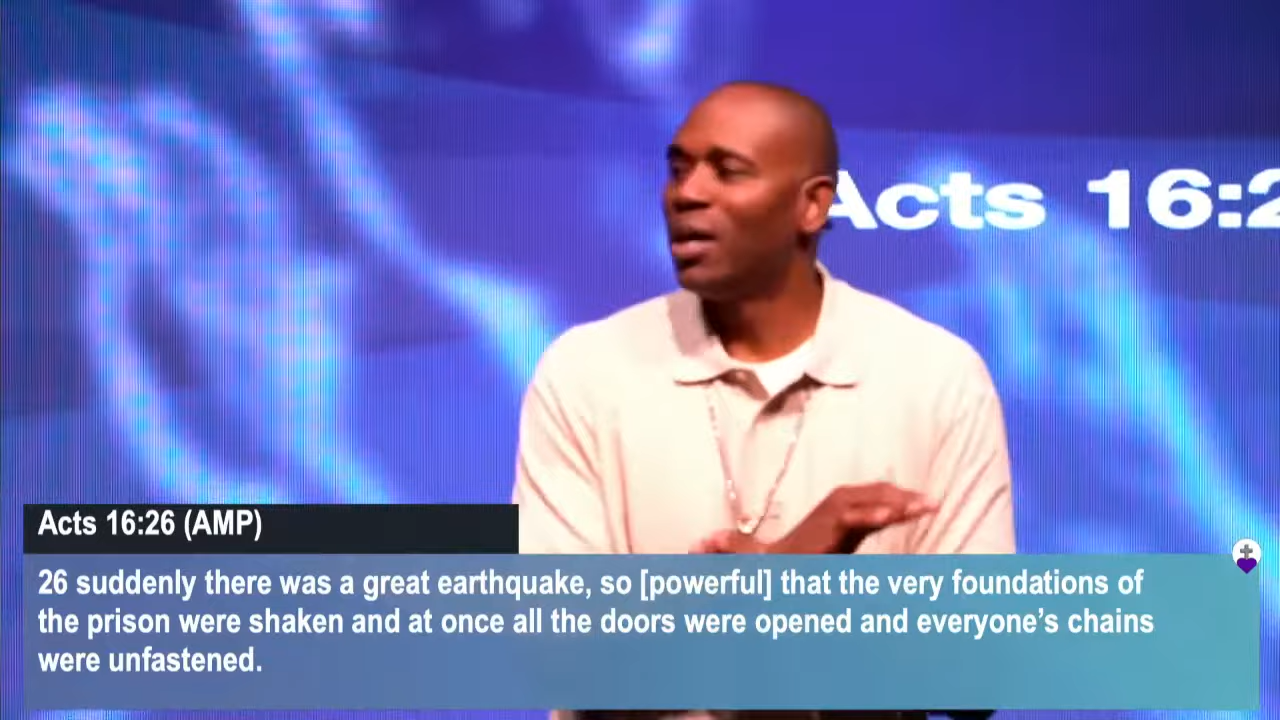 Acts 16:2
Acts 16:26 (AMP)
26 suddenly there was a great earthquake, so [powerful] that the very foundations of
the prison were shaken and at once all the doors were opened and everyone’s chains
were unfastened.